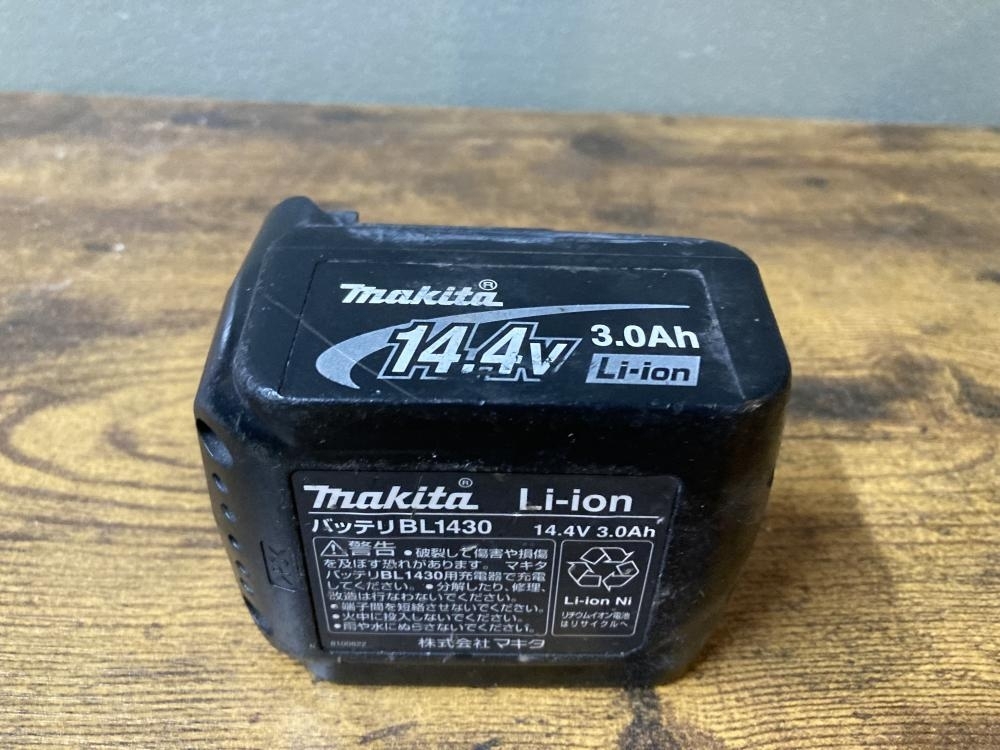 makita®
14.4V
3.0Ah
Li-ion
makita® Li-ion
バッテリBL1430 14.4V 3.0Ah
⚠警告 ●破裂して傷害や損傷
を及ぼす恐れがあります。 マキタ
バッテリBL1430用充電器で充電
してください。 ●分解したり、修理、
改造は行なわないでください。
●端子間を短絡させないでください。
●火中に投入しないでください。
●雨や水にぬらさないでください。
Li-ion Ni
リチウムイオン電池
はリサイクルへ
株式会社 マキタ